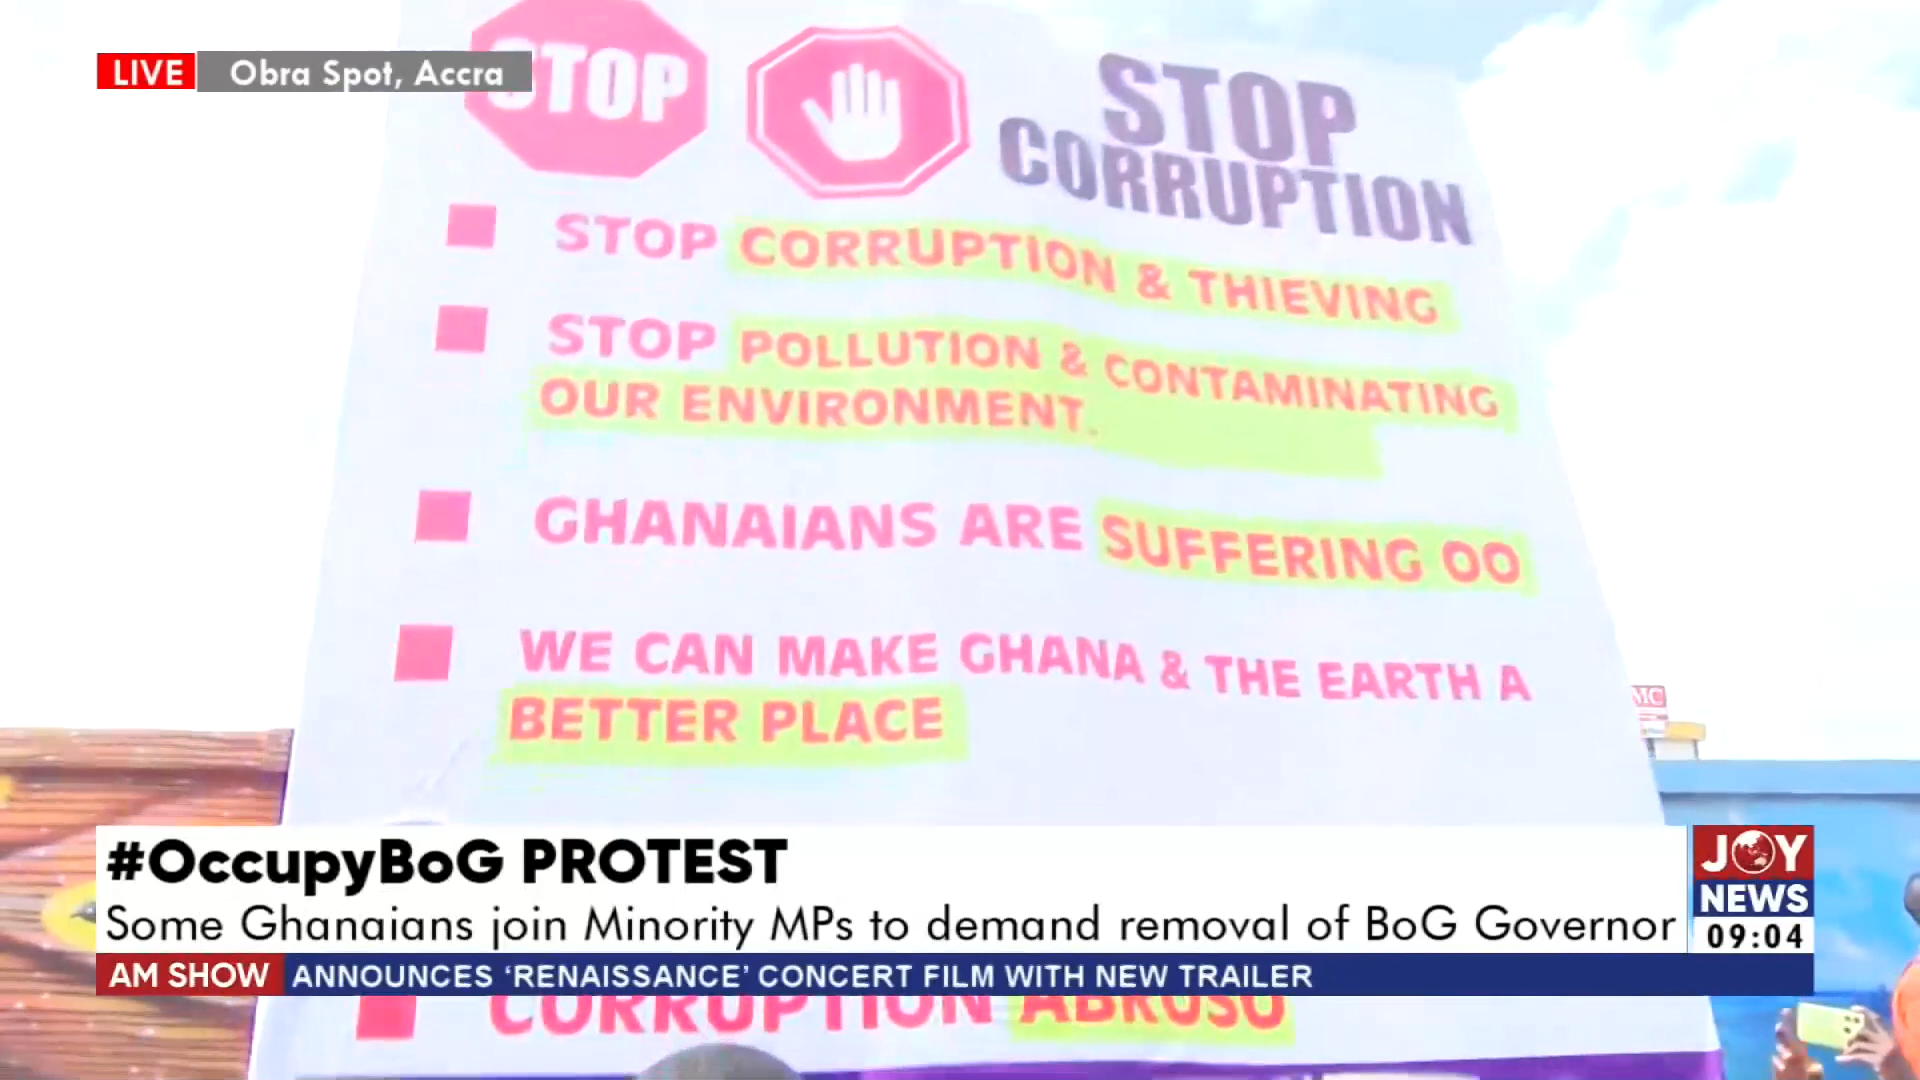 LIVE Obra Spot, Accra
STOP
STOP
CORRUPTION
STOP CORRUPTION & THIEVING
STOP POLLUTION & CONTAMINATING
OUR ENVIRONMENT.
GHANAIANS ARE SUFFERING OO
WE CAN MAKE GHANA & THE EARTH A
BETTER PLACE
MC
#OccupyBoG PROTEST
Some Ghanaians join Minority MPs to demand removal of BoG Governor
JOY
NEWS
09:04
AM SHOW ANNOUNCES ‘RENAISSANCE’ CONCERT FILM WITH NEW TRAILER
CORRUPTION ABRUSO